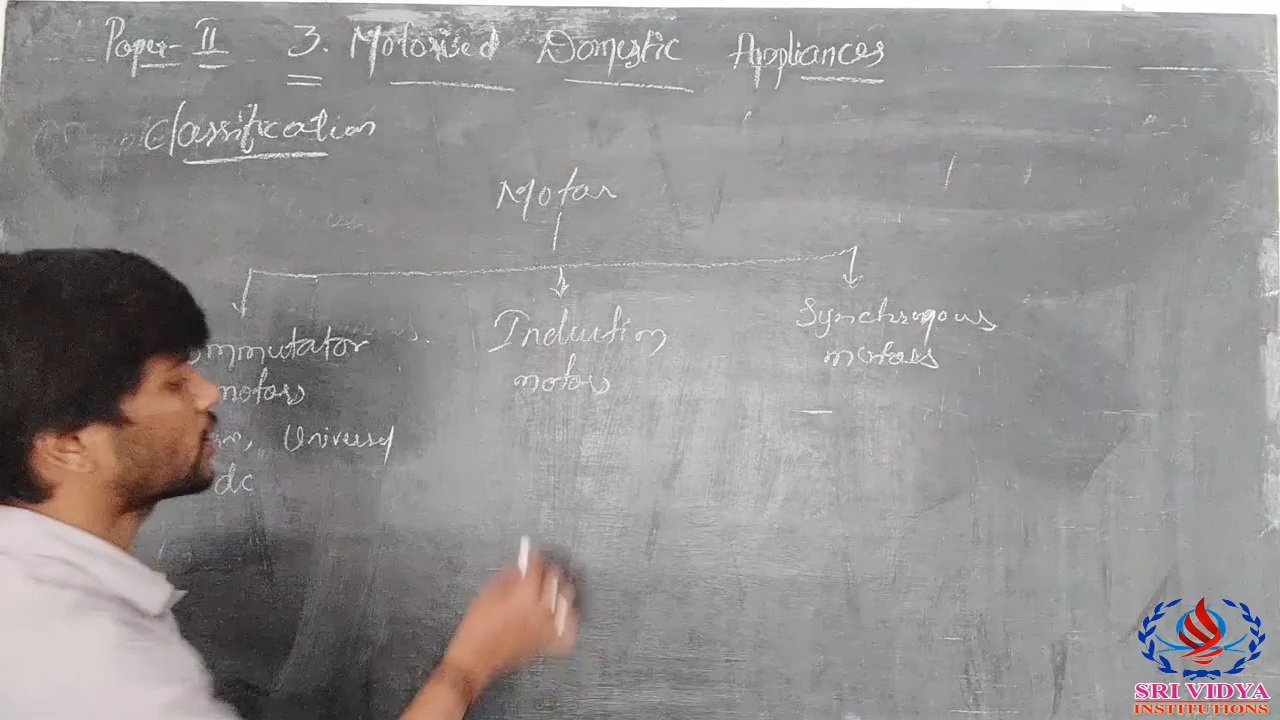 Paper-II 3. Motorised Domestic Appliances
Classification
Motor
mmutator Induction Synchronous
motors motors motors
Universal
dc
SRI VIDYA
INSTITUTIONS